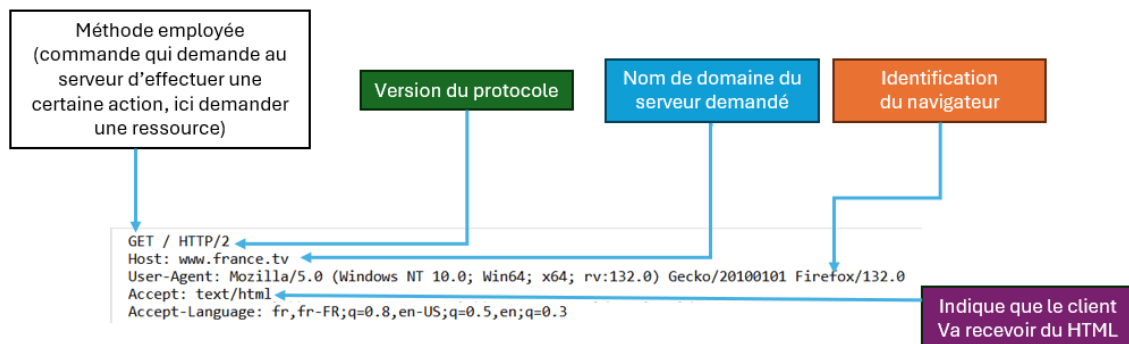 Méthode employée
(commande qui demande au
serveur d’effectuer une
certaine action, ici demander
une ressource)
Version du protocole
Nom de domaine du
serveur demandé
Identification
du navigateur
GET / HTTP/2
Host: www.france.tv
User-Agent: Mozilla/5.0 (Windows NT 10.0; Win64; x64; rv:132.0) Gecko/20100101 Firefox/132.0
Accept: text/html
Accept-Language: fr,fr-FR;q=0.8,en-US;q=0.5,en;q=0.3
Indique que le client
Va recevoir du HTML